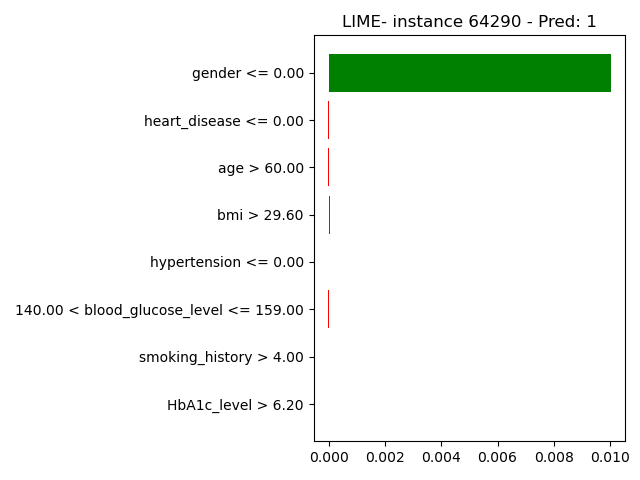 LIME- instance 64290 - Pred: 1
gender <= 0.00
heart_disease <= 0.00
age > 60.00
bmi > 29.60
hypertension <= 0.00
140.00 < blood_glucose_level <= 159.00
smoking_history > 4.00
HbA1c_level > 6.20
0.000 0.002 0.004 0.006 0.008 0.010